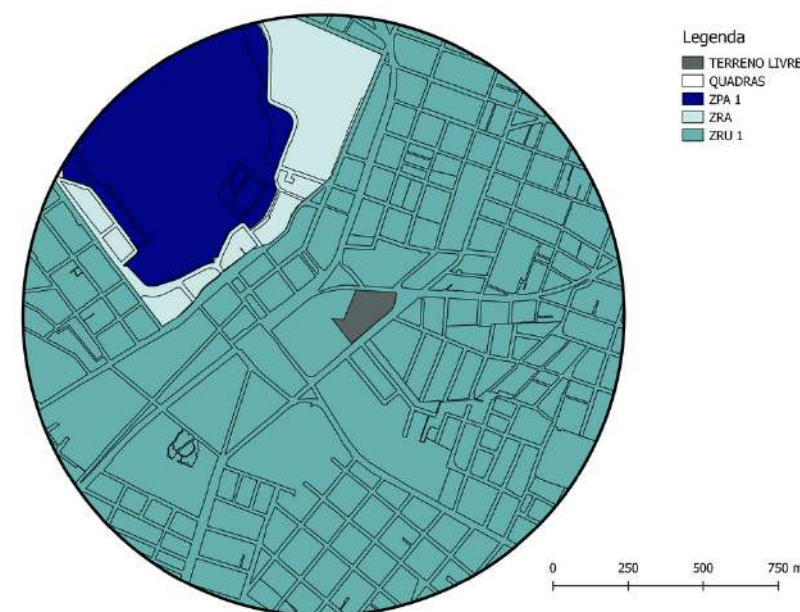 Legenda
TERRENO LIVRE
QUADRAS
ZPA 1
ZRA
ZRU 1
0 250 500 750 m